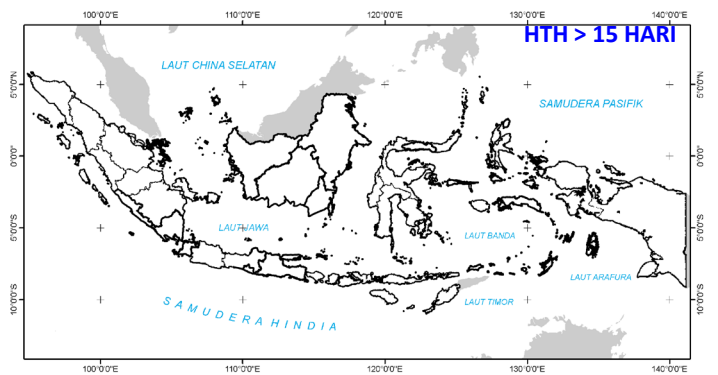 100°0'0"E 110°0'0"E 120°0'0"E 130°0'0"E 140°0'0"E
HTH > 15 HARI
LAUT CHINA SELATAN
5°0'0"N 5°0'0"N
SAMUDERA PASIFIK
0°0'0" 0°0'0"
LAUT JAWA
LAUT BANDA
5°0'0"S 5°0'0"S
LAUT ARAFURA
LAUT TIMOR
10°0'0"S 10°0'0"S
SAMUDERA HINDIA
100°0'0"E 110°0'0"E 120°0'0"E 130°0'0"E 140°0'0"E